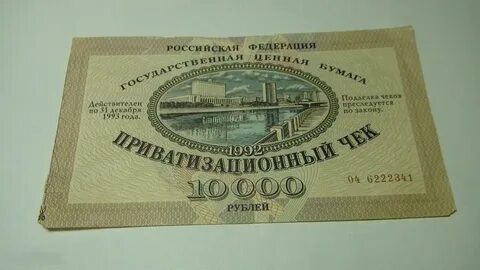 РОССИЙСКАЯ ФЕДЕРАЦИЯ
ГОСУДАРСТВЕННАЯ ЦЕННАЯ БУМАГА
Действителен
по 31 декабря
1993 года.
Подделка чеков
преследуется
по закону.
1992
ПРИВАТИЗАЦИОННЫЙ ЧЕК
10000
РУБЛЕЙ
04 6222341